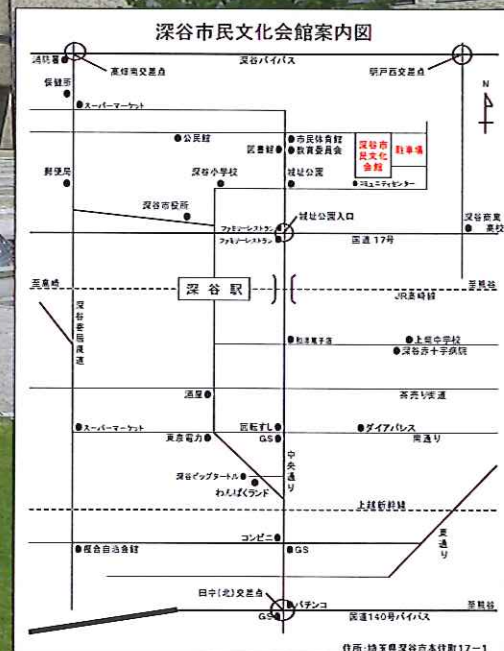 深谷市民文化会館案内図
消防署
高畑南交差点
深谷バイパス
明戸西交差点
保健所
スーパーマーケット
N
公民館
図書館
市民体育館
教育委員会
深谷市
民文化
会館
駐車場
郵便局
深谷小学校
城址公園
コミュニティセンター
深谷市役所
ファミリーレストラン
ファミリーレストラン
城址公園入口
国道17号
深谷商業
高校
至高崎
深谷駅
JR高崎線
至熊谷
深谷寄居県道
上柴中学校
深谷赤十字病院
酒屋
スーパーマーケット
東京電力
回転すし
GS
ダイアパレス
南通り
深谷ビッグタートル
わんぱくランド
中央通り
上越新幹線
コンビニ
GS
東通り
櫛合自治会館
田中(北)交差点
パチンコ
GS
国道140号バイパス
至熊谷
住所:埼玉県深谷市本住町17-1